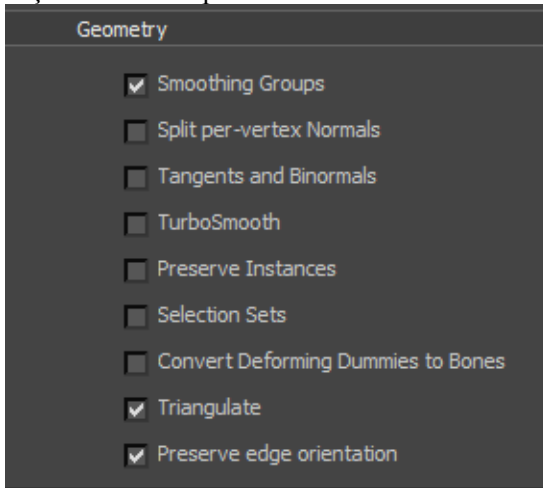 Geometry
Smoothing Groups
Split per-vertex Normals
Tangents and Binormals
TurboSmooth
Preserve Instances
Selection Sets
Convert Deforming Dummies to Bones
Triangulate
Preserve edge orientation